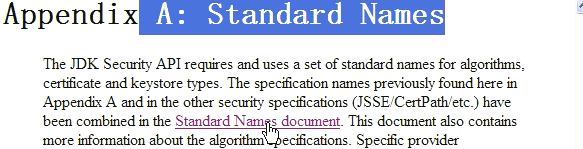 Appendix A: Standard Names
The JDK Security API requires and uses a set of standard names for algorithms,
certificate and keystore types. The specification names previously found here in
Appendix A and in the other security specifications (JSSE/CertPath/etc.) have
been combined in the Standard Names document. This document also contains
more information about the algorithm specifications. Specific provider